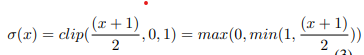 σ(x) = clip((x + 1)/2, 0, 1) = max(0, min(1, (x + 1)/2))